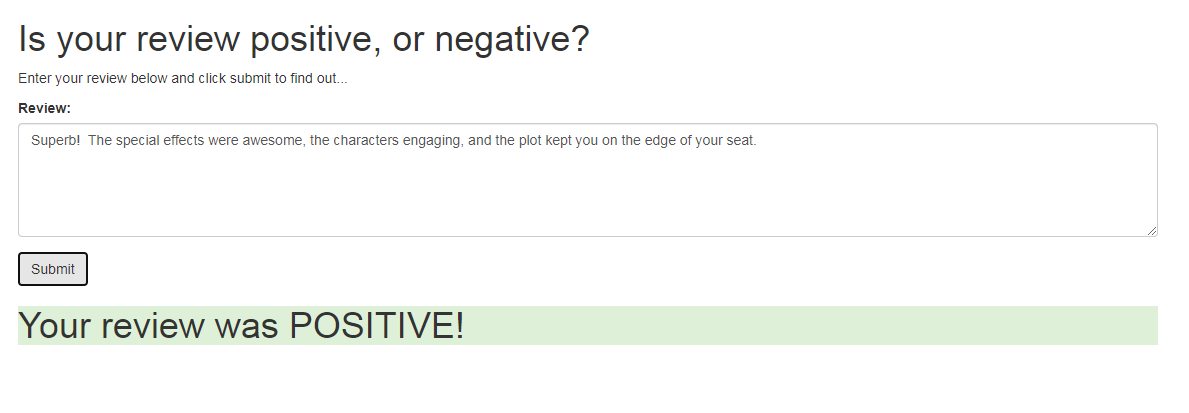 Is your review positive, or negative?
Enter your review below and click submit to find out...
Review:
Superb!  The special effects were awesome, the characters engaging, and the plot kept you on the edge of your seat.
Submit
Your review was POSITIVE!